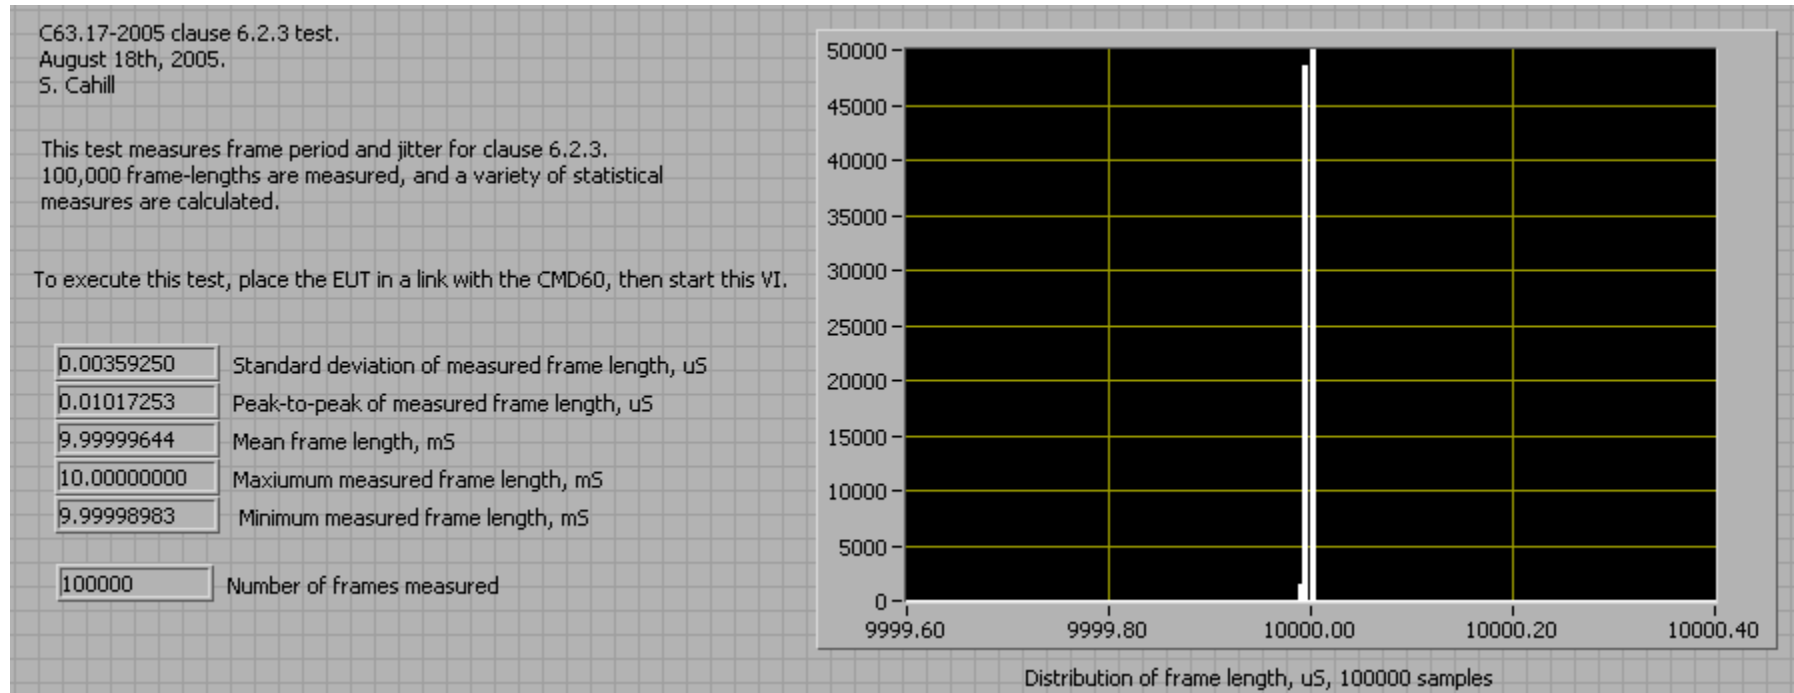 C63.17-2005 clause 6.2.3 test.
August 18th, 2005.
S. Cahill
This test measures frame period and jitter for clause 6.2.3.
100,000 frame-lengths are measured, and a variety of statistical
measures are calculated.
To execute this test, place the EUT in a link with the CMD60, then start this VI.
0.00359250 Standard deviation of measured frame length, uS
0.01017253 Peak-to-peak of measured frame length, uS
9.99999644 Mean frame length, mS
10.00000000 Maxiumum measured frame length, mS
9.99998983 Minimum measured frame length, mS
100000 Number of frames measured
50000
45000
40000
35000
30000
25000
20000
15000
10000
5000
0
9999.60 9999.80 10000.00 10000.20 10000.40
Distribution of frame length, uS, 100000 samples